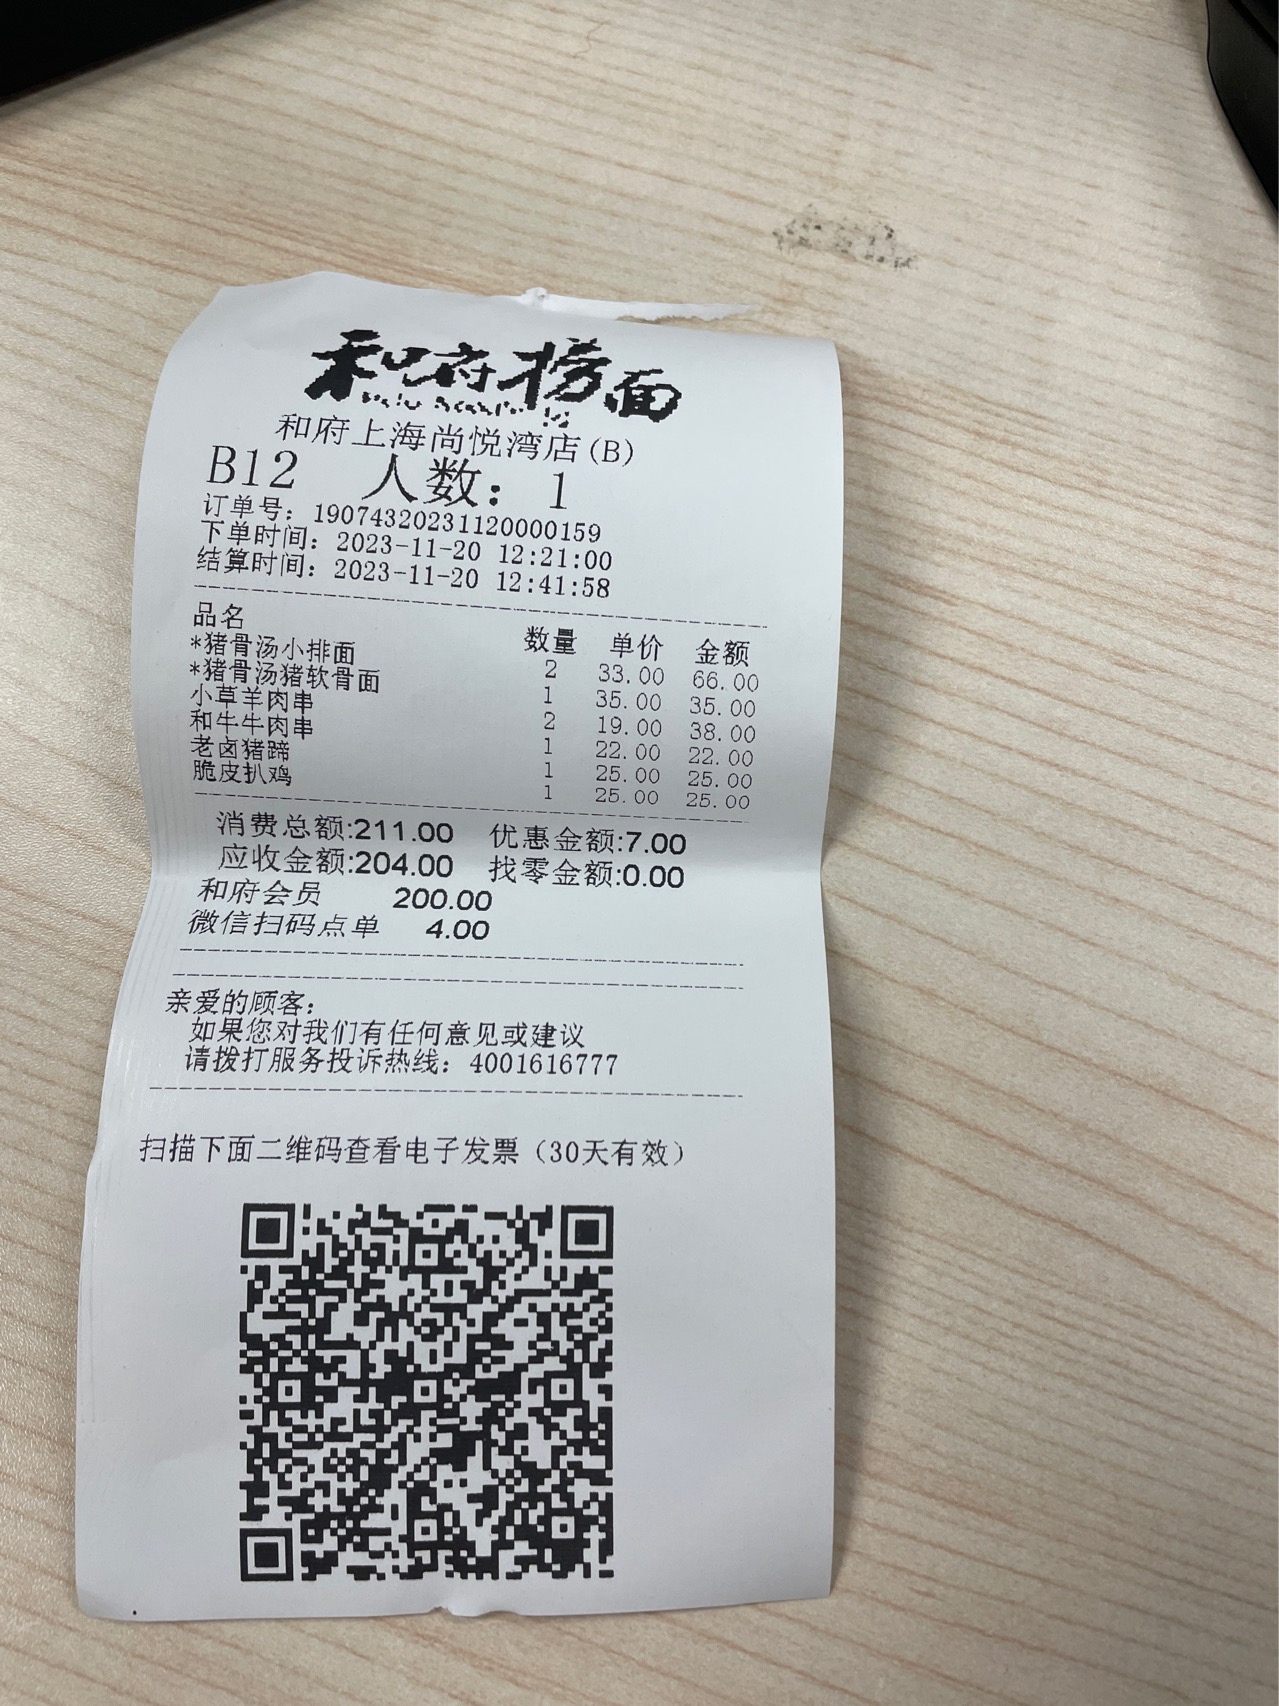 和府捞面
和府上海尚悦湾店(B)
B12 人数：1
订单号：19074320231120000159
下单时间：2023-11-20 12:21:00
结算时间：2023-11-20 12:41:58
品名 数量 单价 金额
*猪骨汤小排面 2 33.00 66.00
*猪骨汤猪软骨面 1 35.00 35.00
小草羊肉串 2 19.00 38.00
和牛牛肉串 1 22.00 22.00
老卤猪蹄 1 25.00 25.00
脆皮扒鸡 1 25.00 25.00
消费总额:211.00 优惠金额:7.00
应收金额:204.00 找零金额:0.00
和府会员 200.00
微信扫码点单 4.00
亲爱的顾客：
如果您对我们有任何意见或建议
请拨打服务投诉热线：4001616777
扫描下面二维码查看电子发票（30天有效）